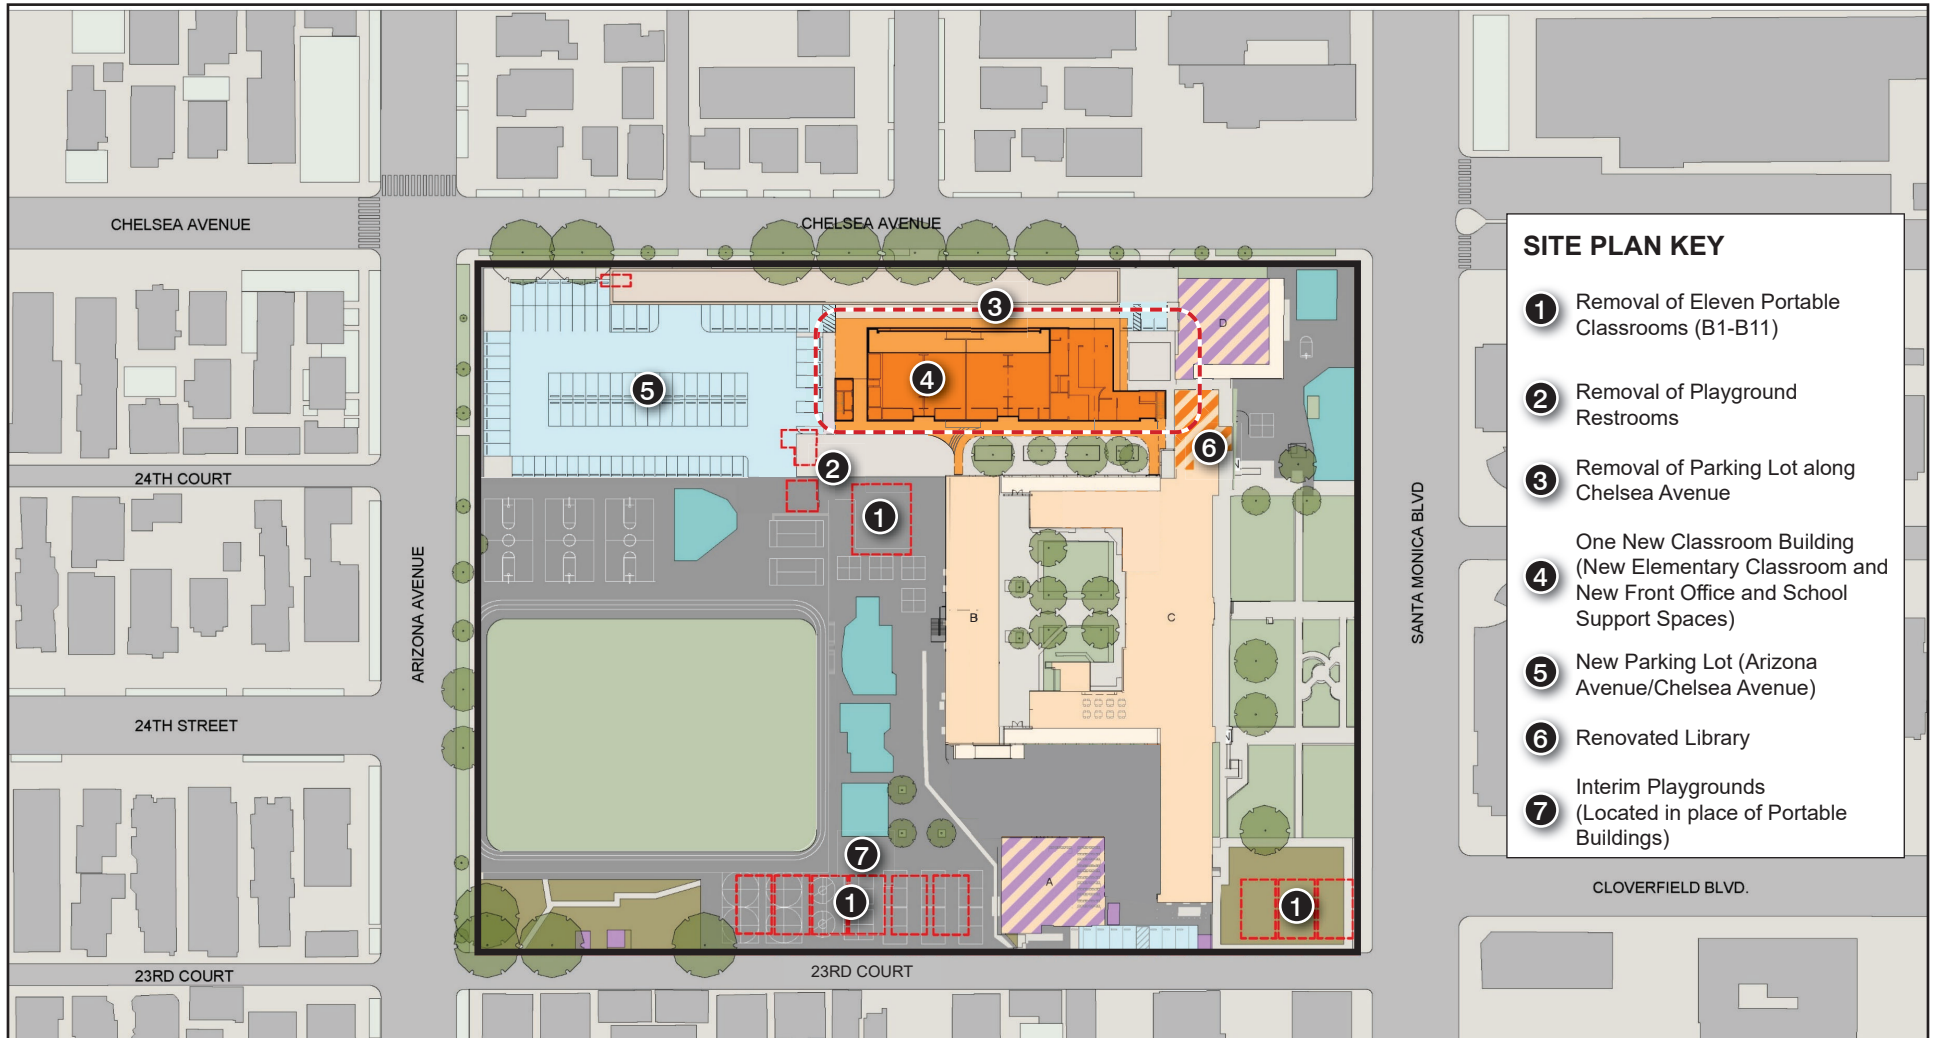 CHELSEA AVENUE
CHELSEA AVENUE
24TH COURT
24TH STREET
23RD COURT
23RD COURT
ARIZONA AVENUE
SANTA MONICA BLVD
CLOVERFIELD BLVD.
3
4
5
6
2
1
7
1
1
D
B
C
A
SITE PLAN KEY
1 Removal of Eleven Portable
Classrooms (B1-B11)
2 Removal of Playground
Restrooms
3 Removal of Parking Lot along
Chelsea Avenue
4 One New Classroom Building
(New Elementary Classroom and
New Front Office and School
Support Spaces)
5 New Parking Lot (Arizona
Avenue/Chelsea Avenue)
6 Renovated Library
7 Interim Playgrounds
(Located in place of Portable
Buildings)